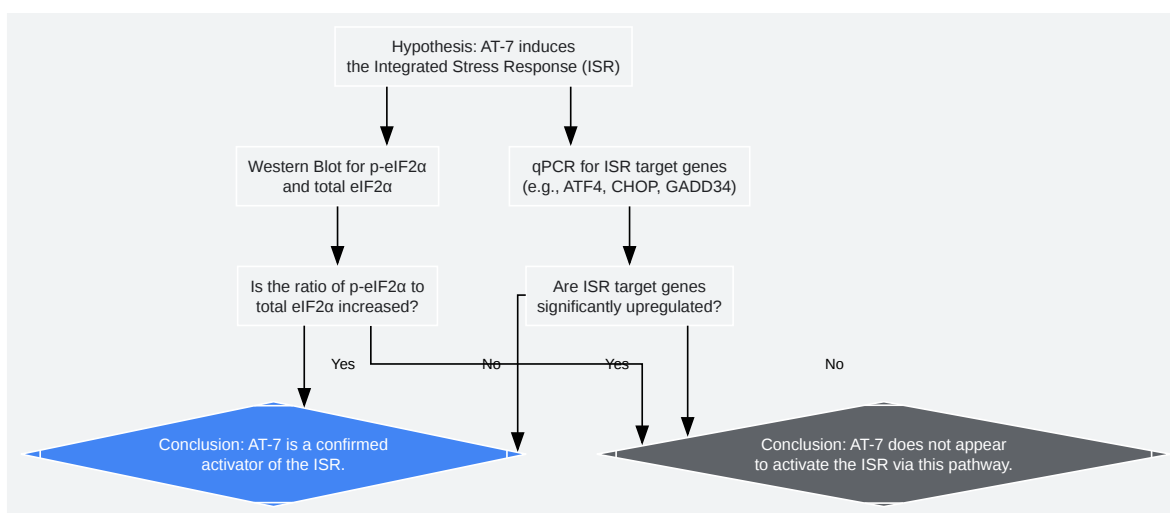 Hypothesis: AT-7 induces
the Integrated Stress Response (ISR)
Western Blot for p-eIF2α
and total eIF2α
qPCR for ISR target genes
(e.g., ATF4, CHOP, GADD34)
Is the ratio of p-eIF2α to
total eIF2α increased?
Are ISR target genes
significantly upregulated?
Yes
No
Yes
No
Conclusion: AT-7 is a confirmed
activator of the ISR.
Conclusion: AT-7 does not appear
to activate the ISR via this pathway.